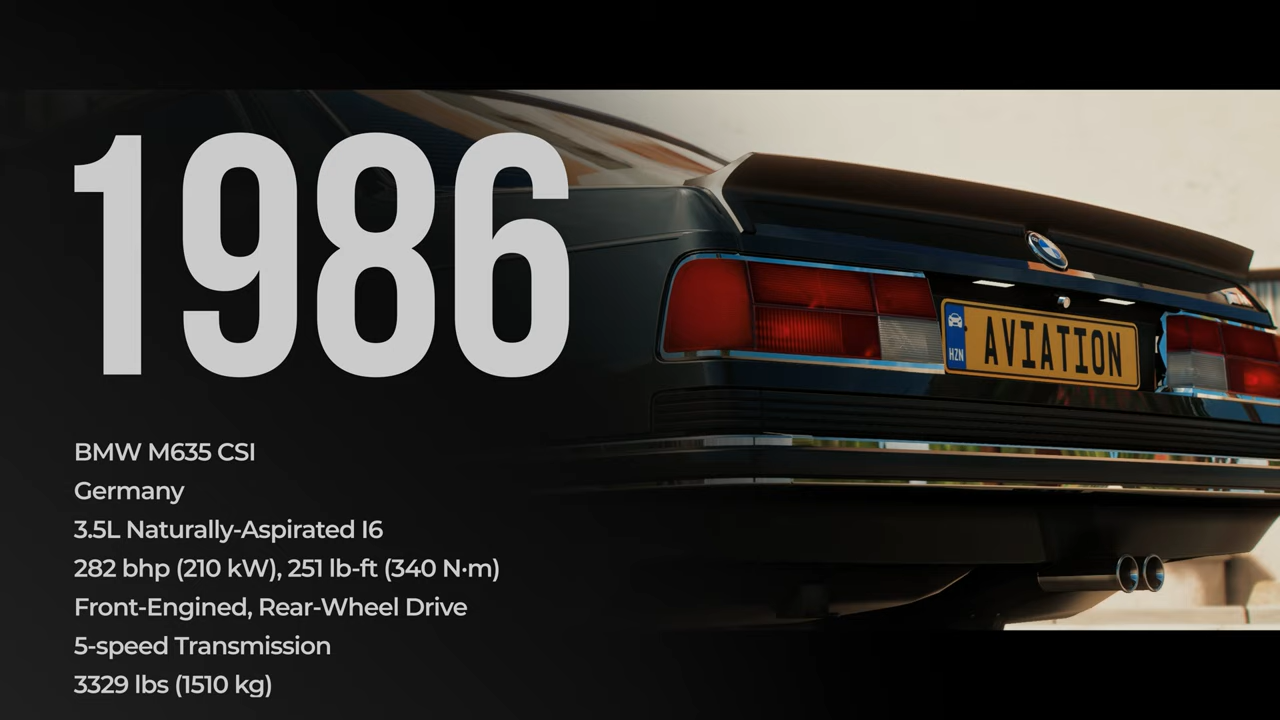 1986
BMW M635 CSI
Germany
3.5L Naturally-Aspirated I6
282 bhp (210 kW), 251 lb-ft (340 N·m)
Front-Engined, Rear-Wheel Drive
5-speed Transmission
3329 lbs (1510 kg)
HZN AVIATION